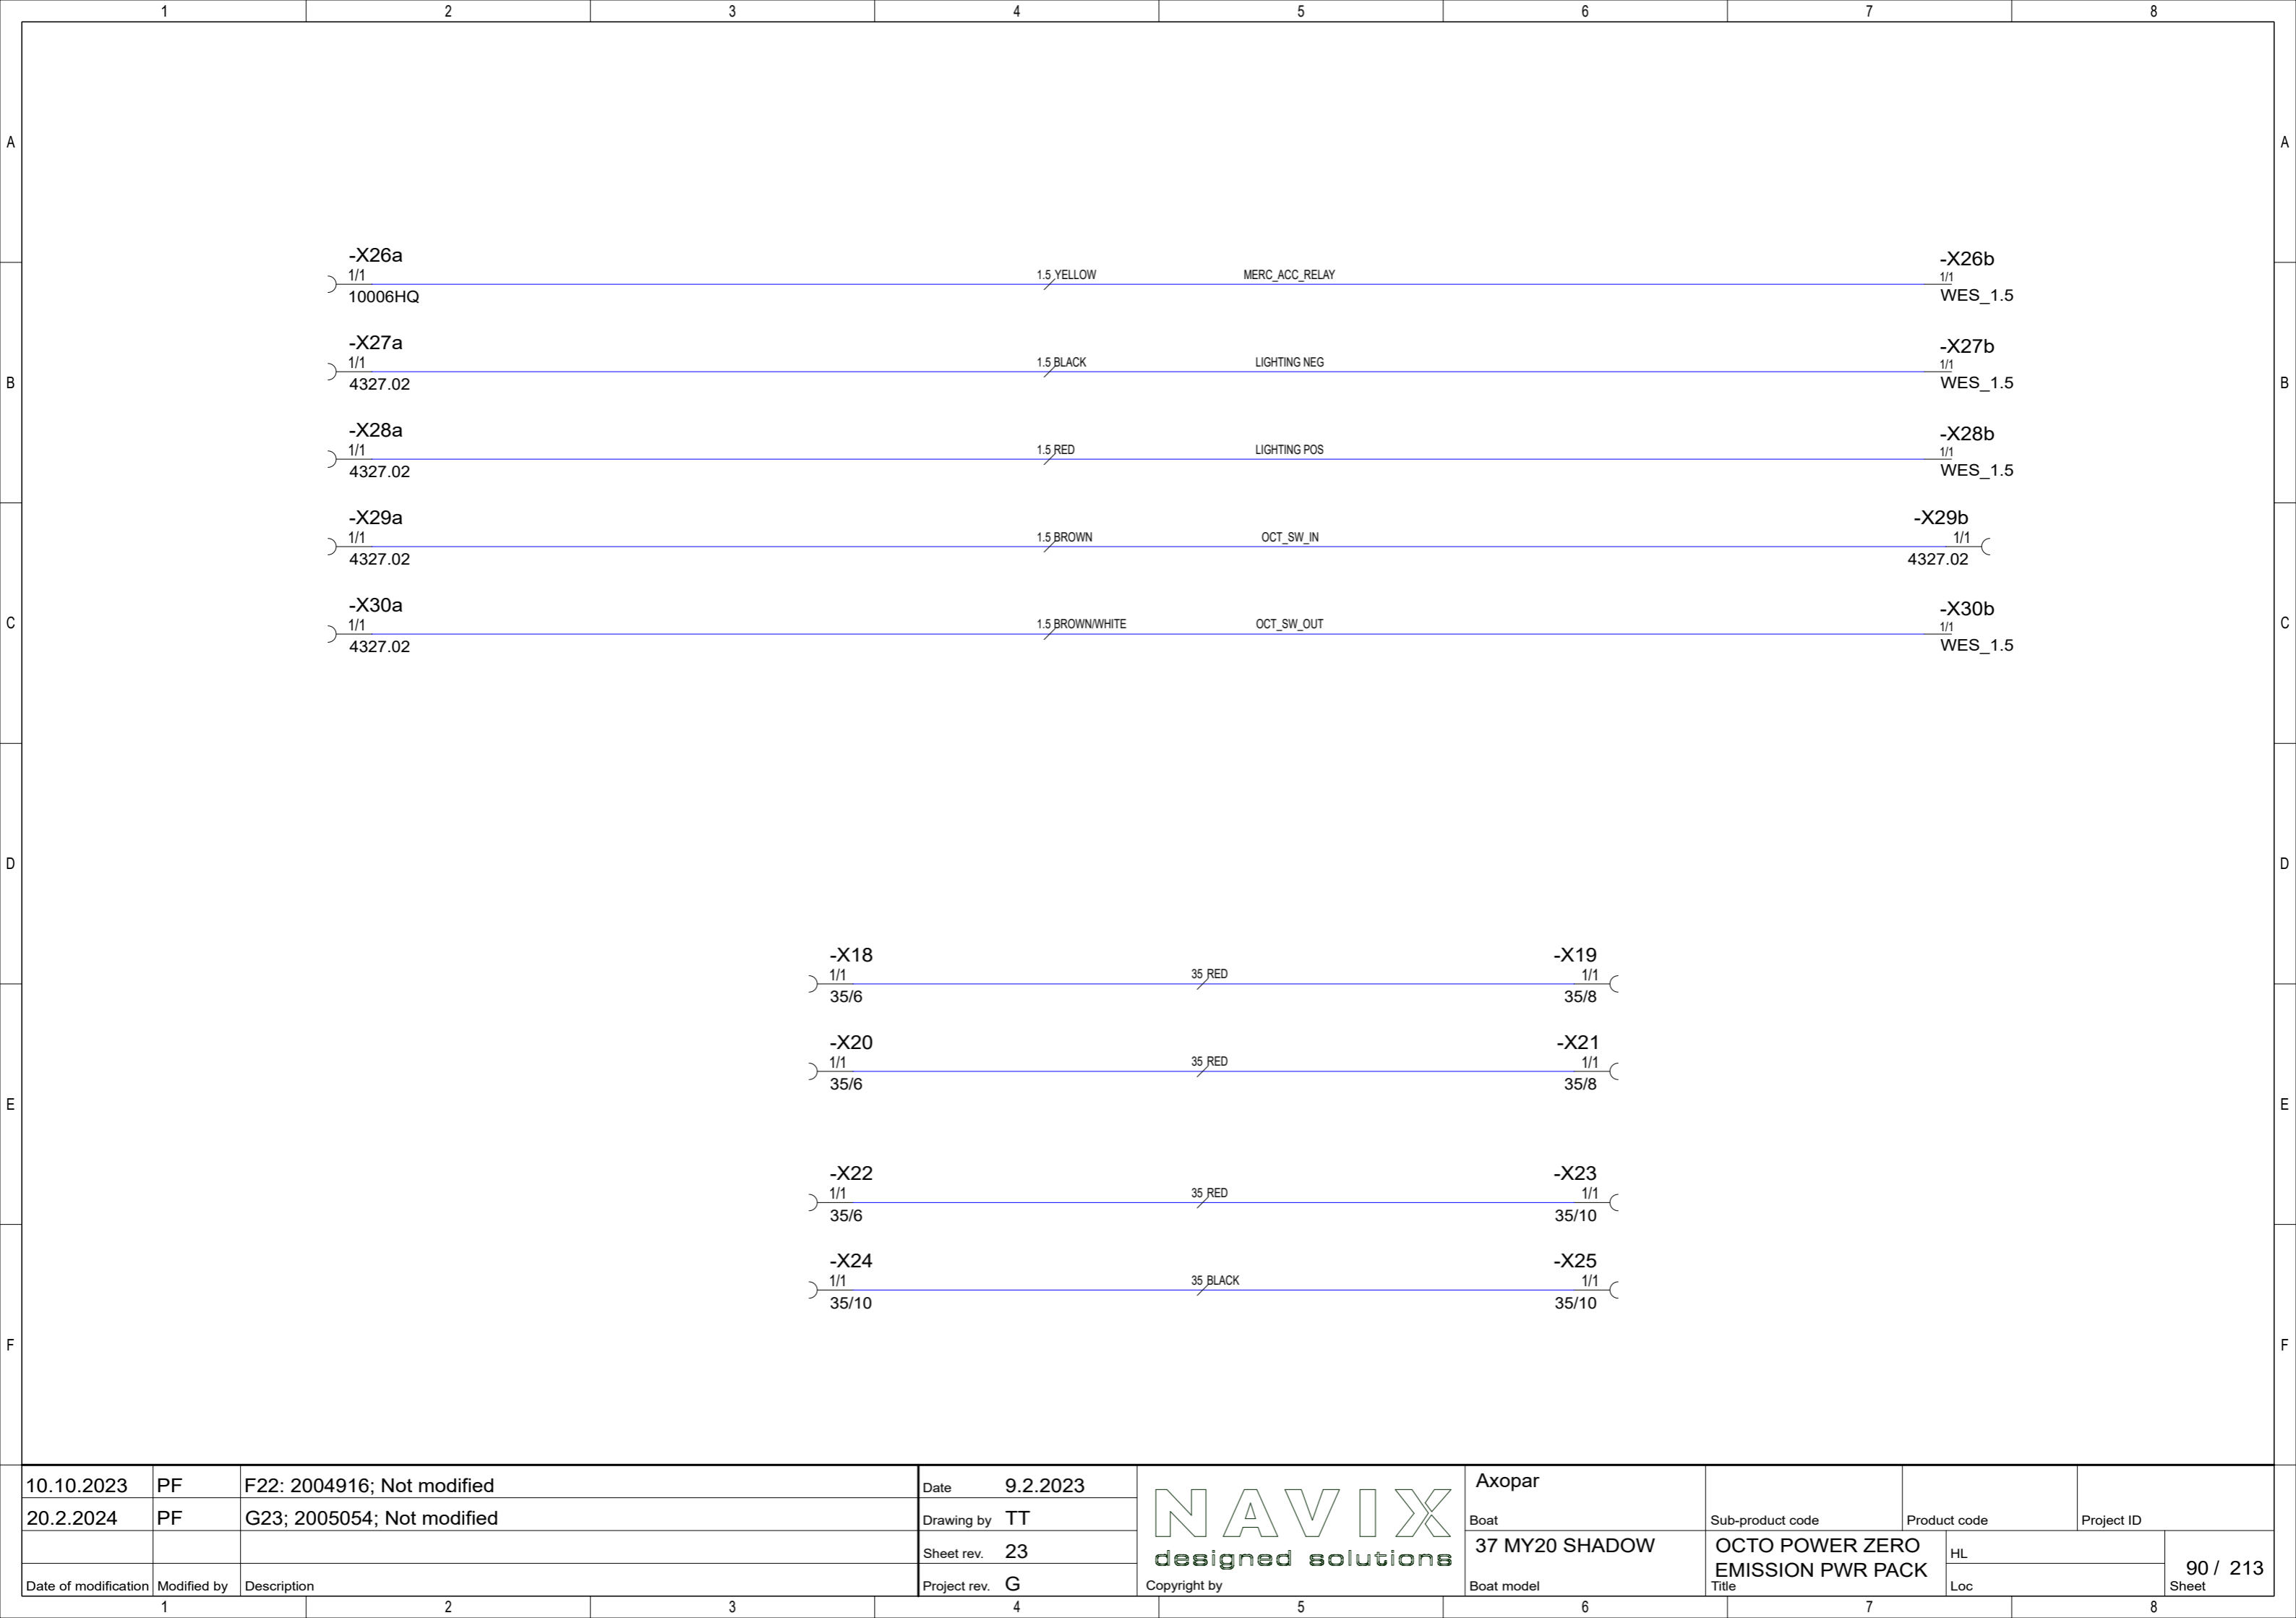 1 2 3 4 5 6 7 8
A A
-X26a -X26b
1/1 1.5 YELLOW MERC_ACC_RELAY 1/1
10006HQ WES_1.5
-X27a -X27b
1/1 1.5 BLACK LIGHTING NEG 1/1
B 4327.02 WES_1.5 B
-X28a -X28b
1/1 1.5 RED LIGHTING POS 1/1
4327.02 WES_1.5
-X29a -X29b
1/1 1.5 BROWN OCT_SW_IN 1/1
4327.02 4327.02
-X30a -X30b
C 1/1 1.5 BROWN/WHITE OCT_SW_OUT 1/1 C
4327.02 WES_1.5
D D
-X18 -X19
1/1 35 RED 1/1
35/6 35/8
-X20 -X21
1/1 35 RED 1/1
35/6 35/8
E E
-X22 -X23
1/1 35 RED 1/1
35/6 35/10
-X24 -X25
1/1 35 BLACK 1/1
35/10 35/10
F F
10.10.2023 PF F22: 2004916; Not modified
20.2.2024 PF G23; 2005054; Not modified
Date of modification Modified by Description
Date 9.2.2023
Drawing by TT
Sheet rev. 23
Project rev. G
NAVIX
designed solutions
Copyright by
Axopar
Boat
37 MY20 SHADOW
Boat model
Sub-product code Product code Project ID
OCTO POWER ZERO
EMISSION PWR PACK
Title
HL
Loc
90 / 213
Sheet
1 2 3 4 5 6 7 8